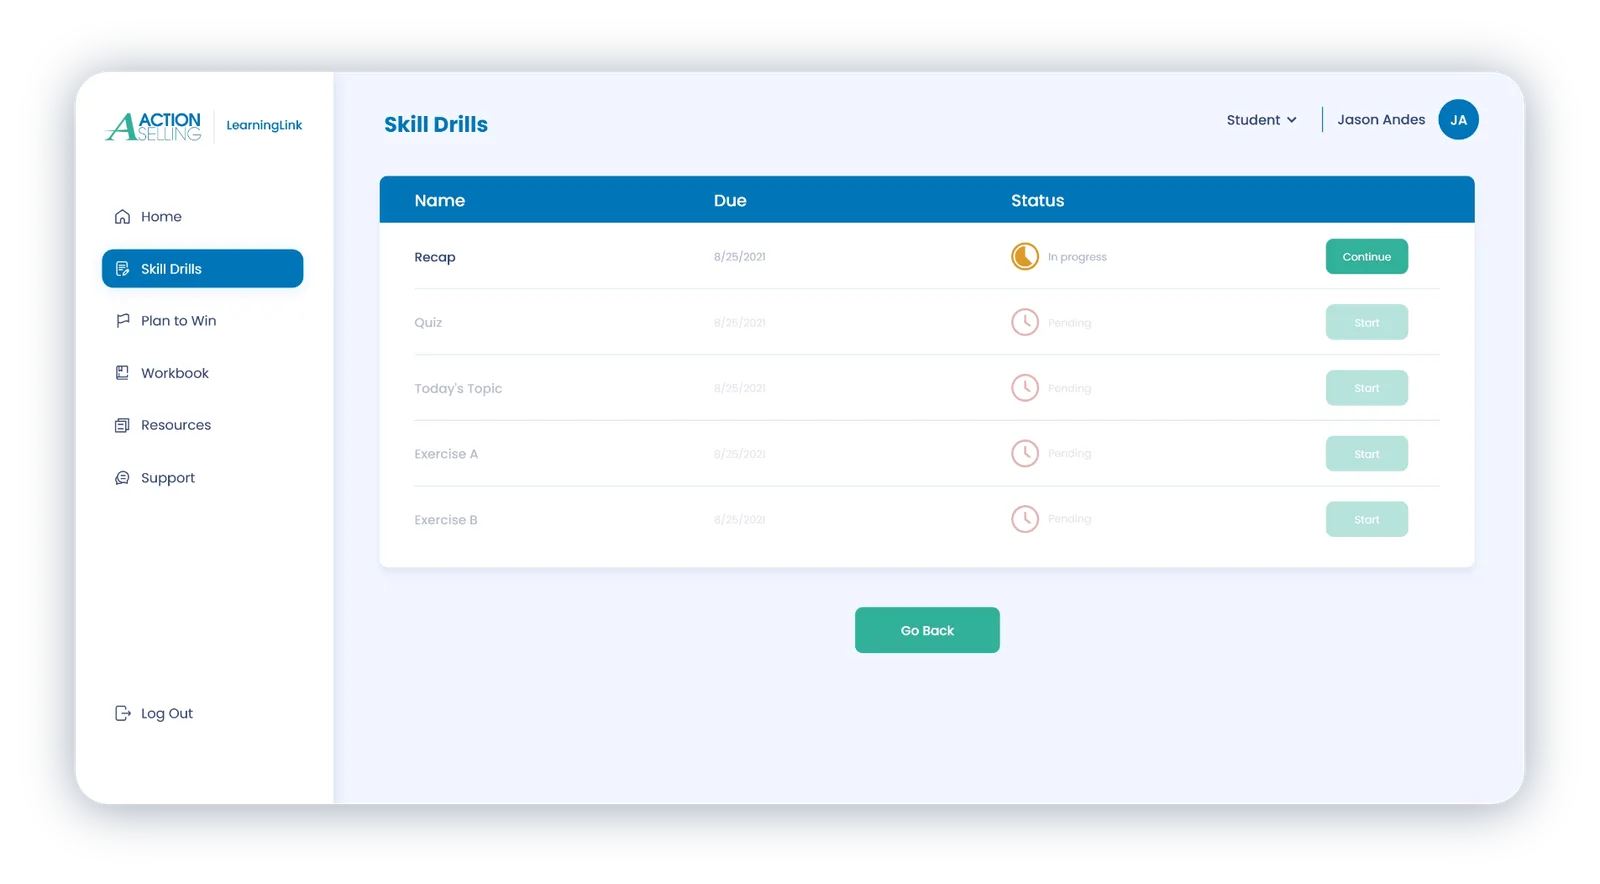 ACTION
SELLING
LearningLink
Home
Skill Drills
Plan to Win
Workbook
Resources
Support
Log Out
Skill Drills
Student
Jason Andes
JA
Name Due Status
Recap 8/25/2021 In progress Continue
Quiz 8/25/2021 Pending Start
Today's Topic 8/25/2021 Pending Start
Exercise A 8/25/2021 Pending Start
Exercise B 8/25/2021 Pending Start
Go Back